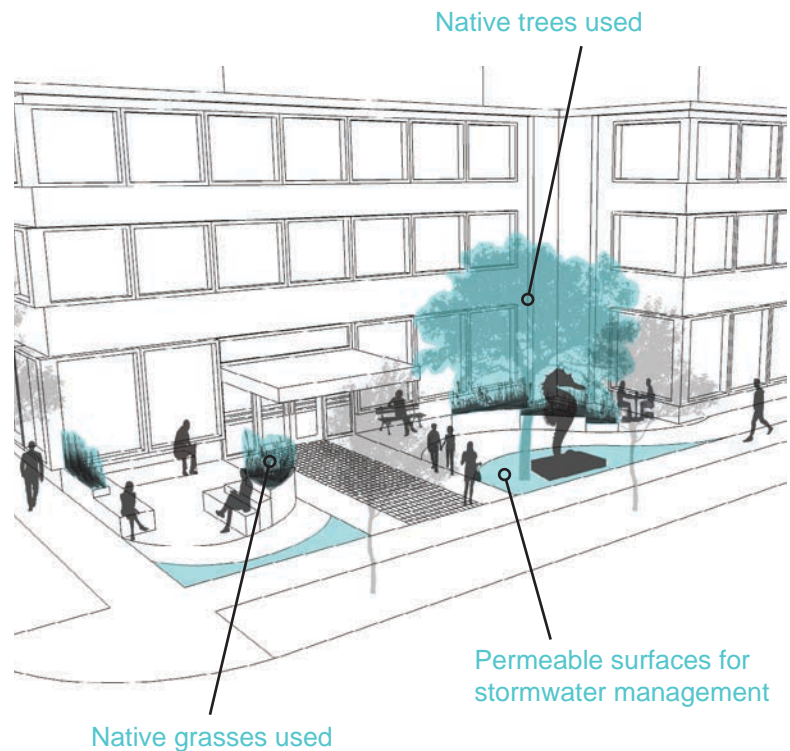 Native trees used
Permeable surfaces for
stormwater management
Native grasses used